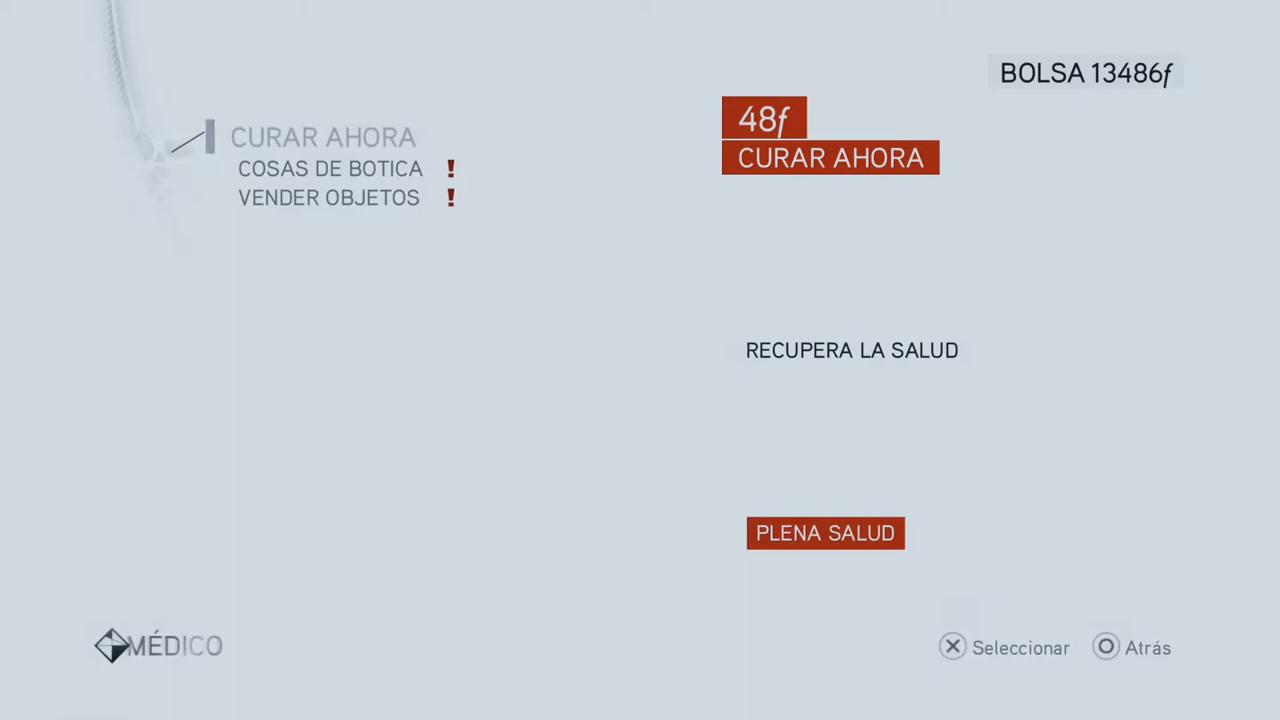 BOLSA 13486ƒ
48ƒ
CURAR AHORA
CURAR AHORA
COSAS DE BOTICA !
VENDER OBJETOS !
RECUPERA LA SALUD
PLENA SALUD
MÉDICO
Seleccionar
Atrás